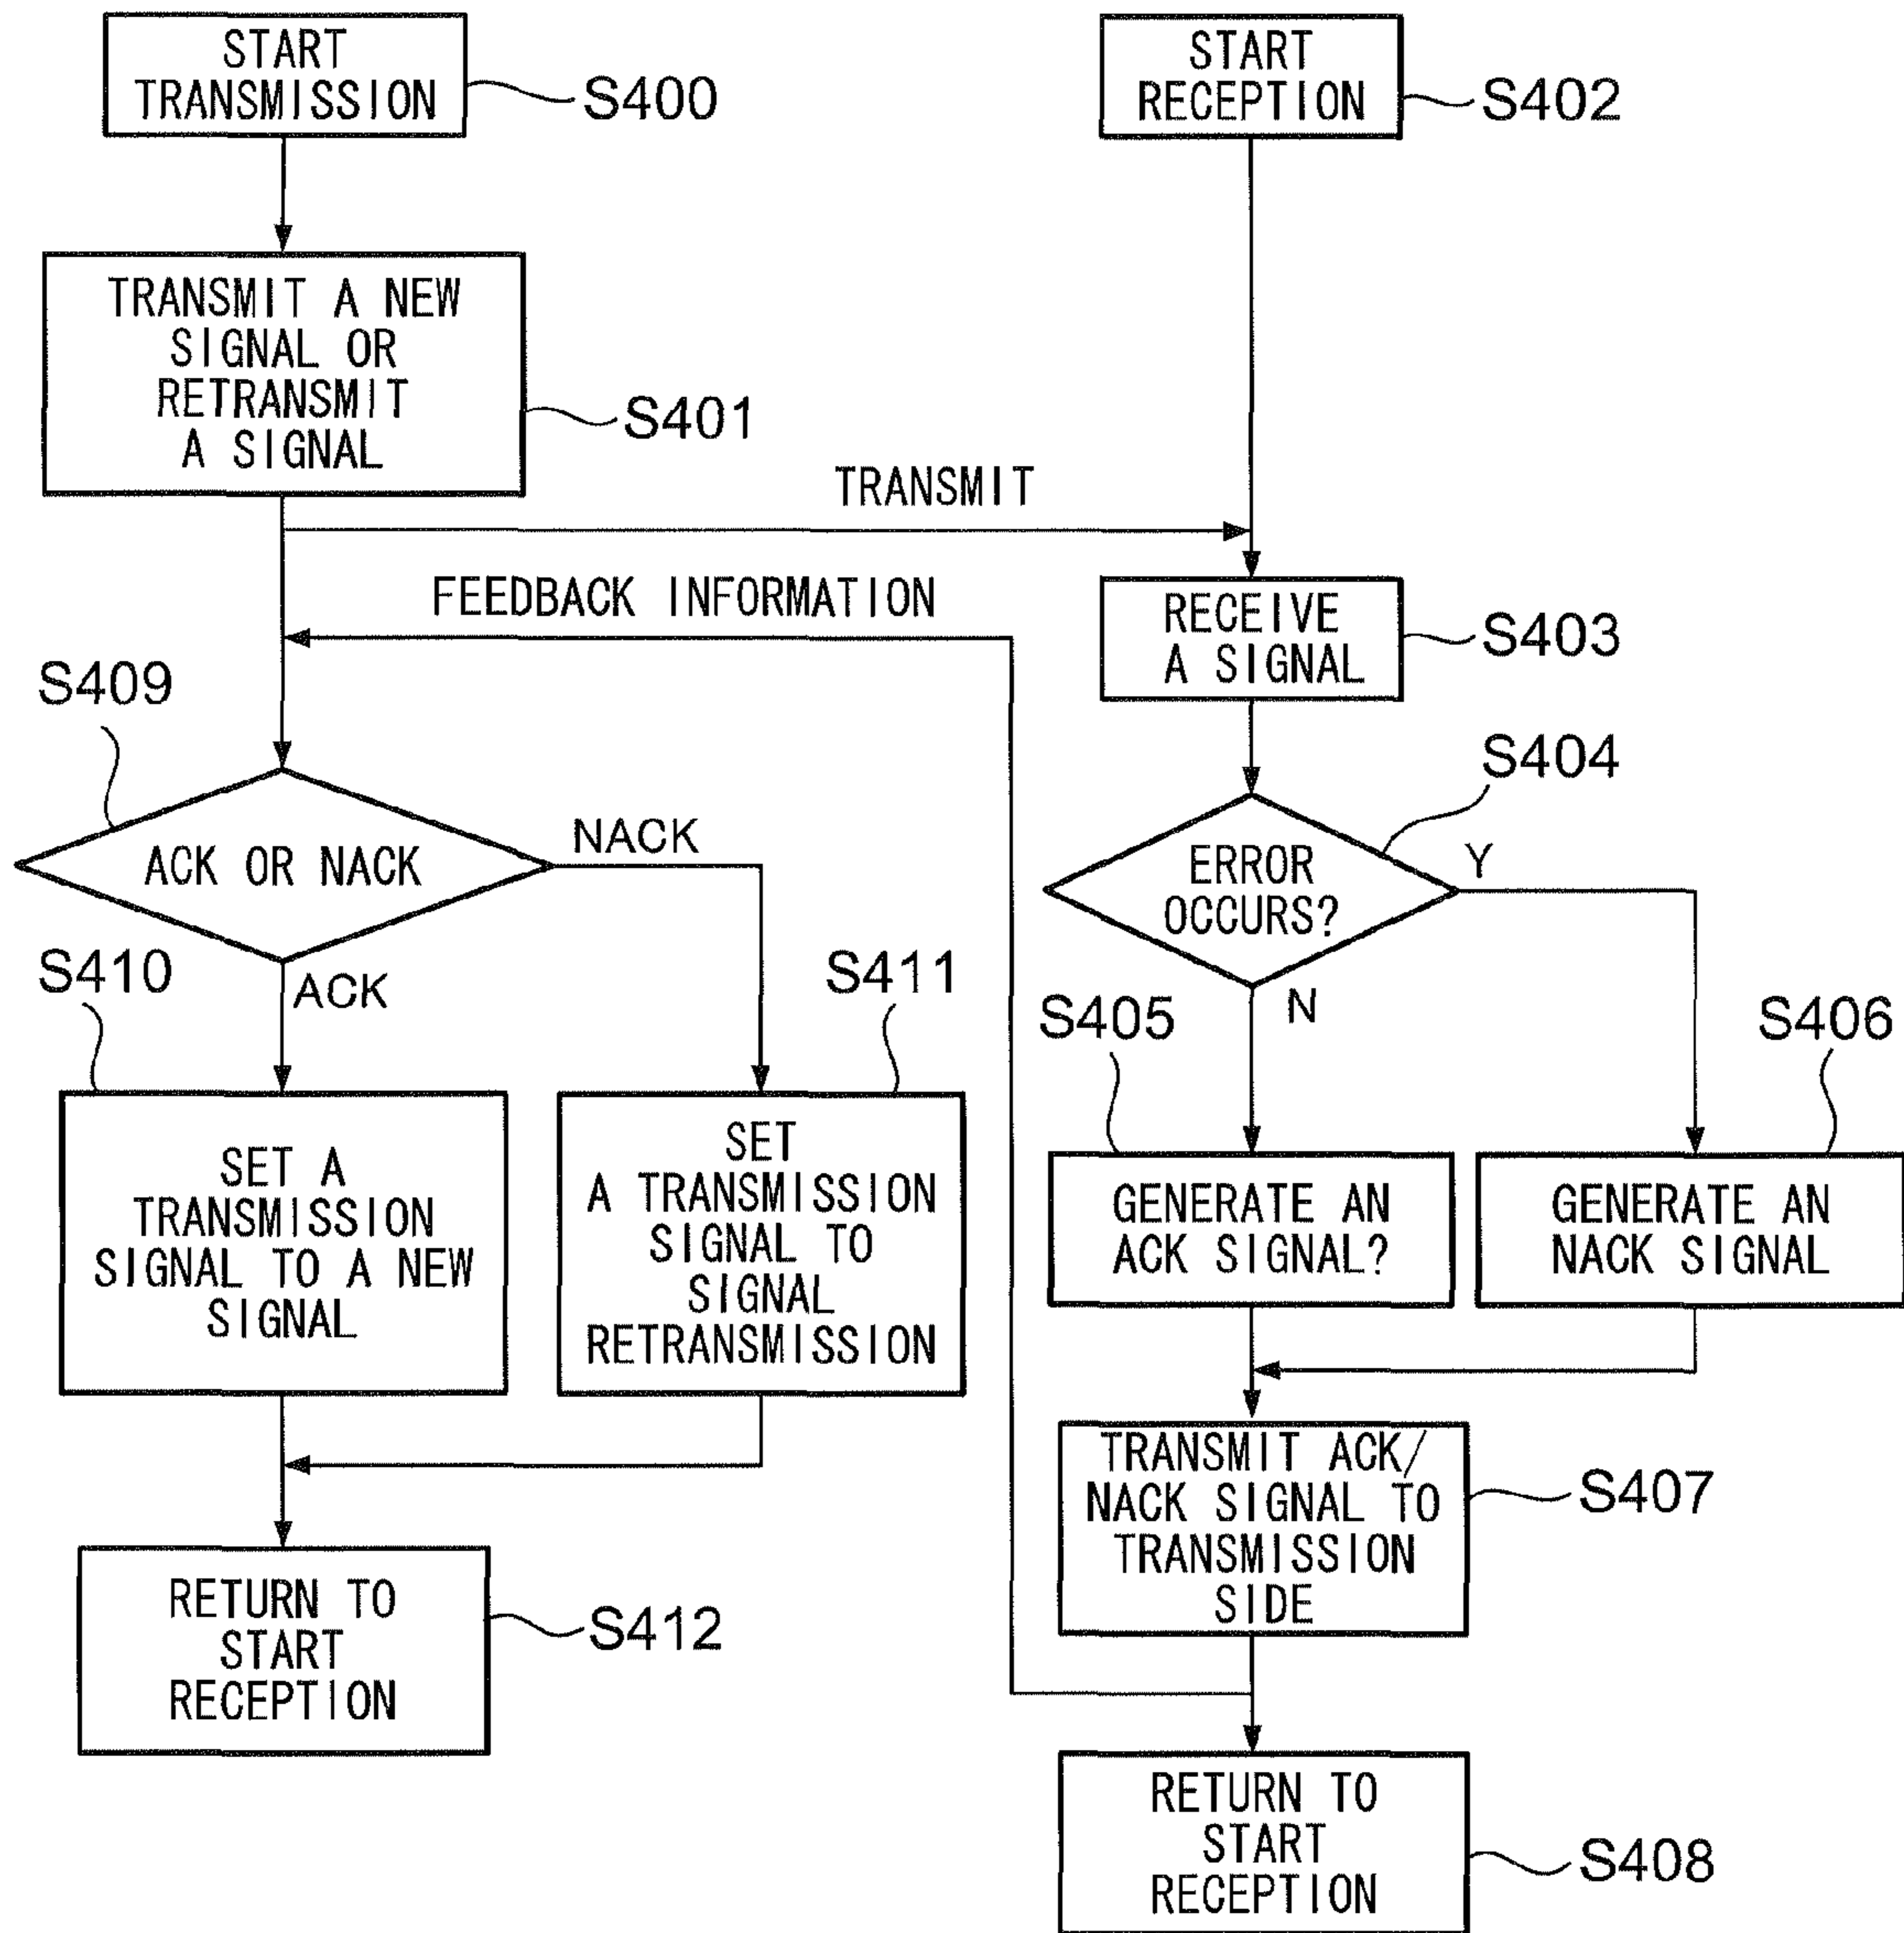 START
TRANSMISSION
S400
START
RECEPTION
S402
TRANSMIT A NEW
SIGNAL OR
RETRANSMIT
A SIGNAL
S401
TRANSMIT
FEEDBACK INFORMATION
RECEIVE
A SIGNAL
S403
S409
S404
ACK OR NACK
NACK
ACK
ERROR
OCCURS?
Y
N
S410
S411
S405
S406
SET A
TRANSMISSION
SIGNAL TO A NEW
SIGNAL
SET
A TRANSMISSION
SIGNAL TO
SIGNAL
RETRANSMISSION
GENERATE AN
ACK SIGNAL?
GENERATE AN
NACK SIGNAL
TRANSMIT ACK/
NACK SIGNAL TO
TRANSMISSION
SIDE
S407
RETURN TO
START
RECEPTION
S412
RETURN TO
START
RECEPTION
S408